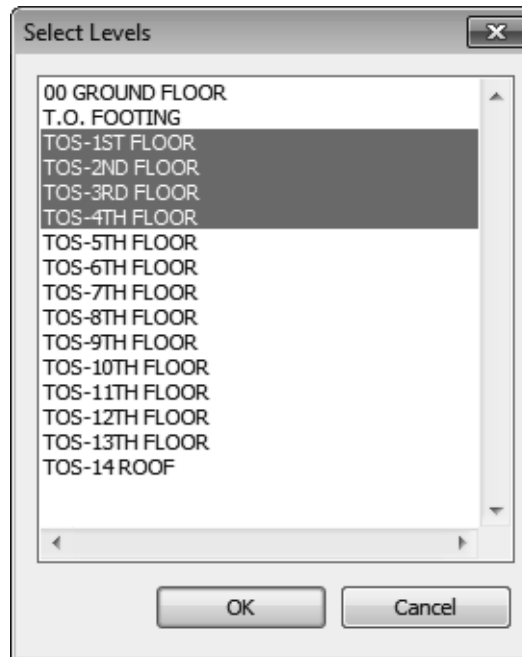 Select Levels
00 GROUND FLOOR
T.O. FOOTING
TOS-1ST FLOOR
TOS-2ND FLOOR
TOS-3RD FLOOR
TOS-4TH FLOOR
TOS-5TH FLOOR
TOS-6TH FLOOR
TOS-7TH FLOOR
TOS-8TH FLOOR
TOS-9TH FLOOR
TOS-10TH FLOOR
TOS-11TH FLOOR
TOS-12TH FLOOR
TOS-13TH FLOOR
TOS-14 ROOF
OK Cancel